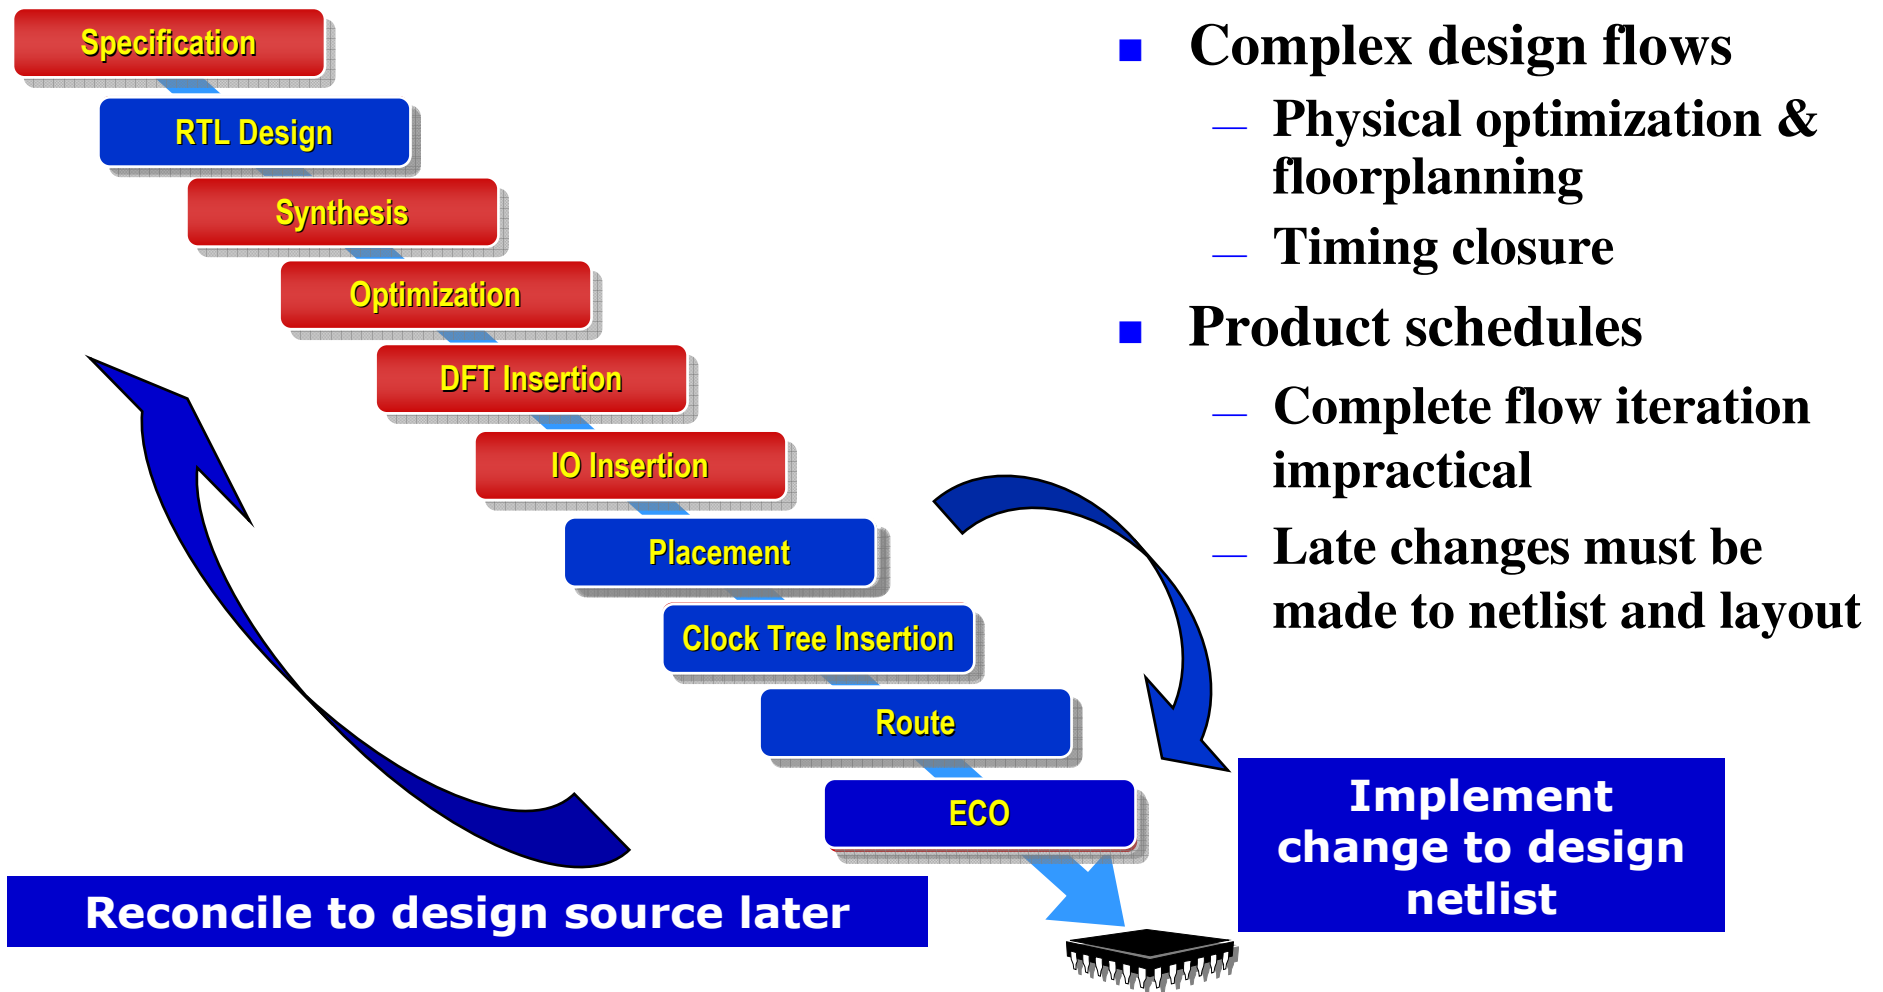 Specification
RTL Design
Synthesis
Optimization
DFT Insertion
IO Insertion
Placement
Clock Tree Insertion
Route
ECO
Reconcile to design source later
Implement
change to design
netlist
Complex design flows
— Physical optimization &
floorplanning
— Timing closure
Product schedules
— Complete flow iteration
impractical
— Late changes must be
made to netlist and layout